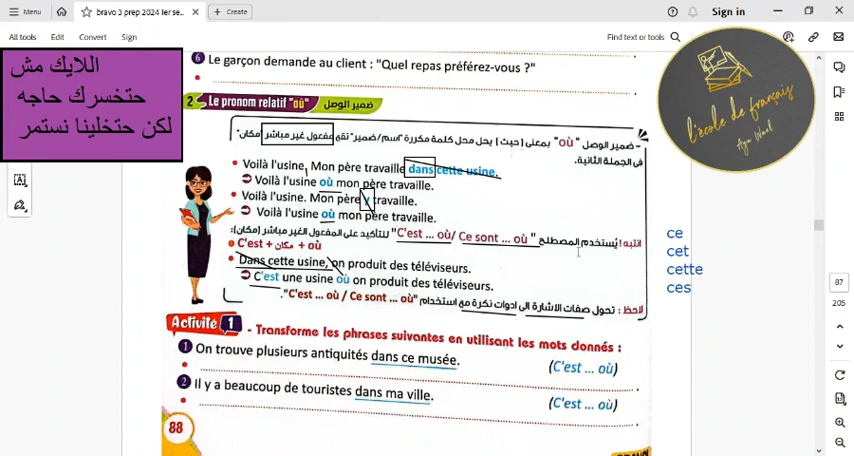 Menu
bravo 3 prep 2024 1er se...
Create
Sign in
All tools
Edit
Convert
Sign
Find text or tools
اللايك مش
حتخسرك حاجه
لكن حتخلينا نستمر
6 Le garçon demande au client : "Quel repas préférez-vous ?"
2 Le pronom relatif "où" ضمير الوصل
- ضمير الوصل "où" بمعنى ( حيث ) يحل محل كلمة مكررة "اسم/ضمير" تقع مفعول غير مباشر "مكان"
فى الجملة الثانية.
• Voilà l'usine. Mon père travaille dans cette usine.
Voilà l'usine où mon père travaille.
• Voilà l'usine. Mon père y travaille.
Voilà l'usine où mon père travaille.
انتبه ! يُستخدم المصطلح "C'est ... où/ Ce sont ... où" للتأكيد على المفعول الغير مباشر (مكان):
C'est + مكان + où
• Dans cette usine, on produit des téléviseurs.
C'est une usine où on produit des téléviseurs.
لاحظ : تحول صفات الاشارة الى ادوات نكرة مع استخدام "C'est ... où / Ce sont ... où".
Activité 1 - Transforme les phrases suivantes en utilisant les mots donnés :
1 On trouve plusieurs antiquités dans ce musée. (C'est ... où)
2 Il y a beaucoup de touristes dans ma ville. (C'est ... où)
88
ce
cet
cette
ces
l'école de français
Aya Wael
87
205